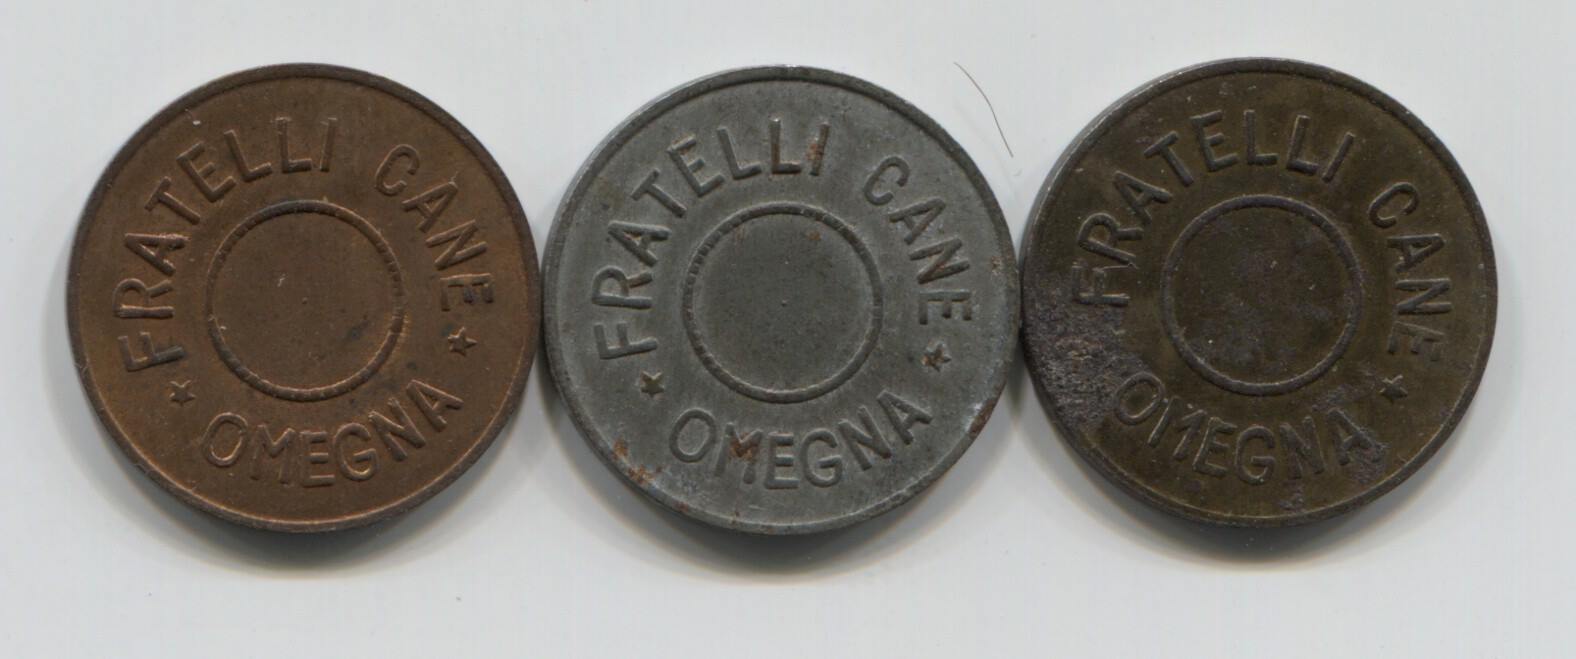 FRATELLI CANE
★ OMEGNA ★
FRATELLI CANE
★ OMEGNA ★
FRATELLI CANE
OMEGNA ★